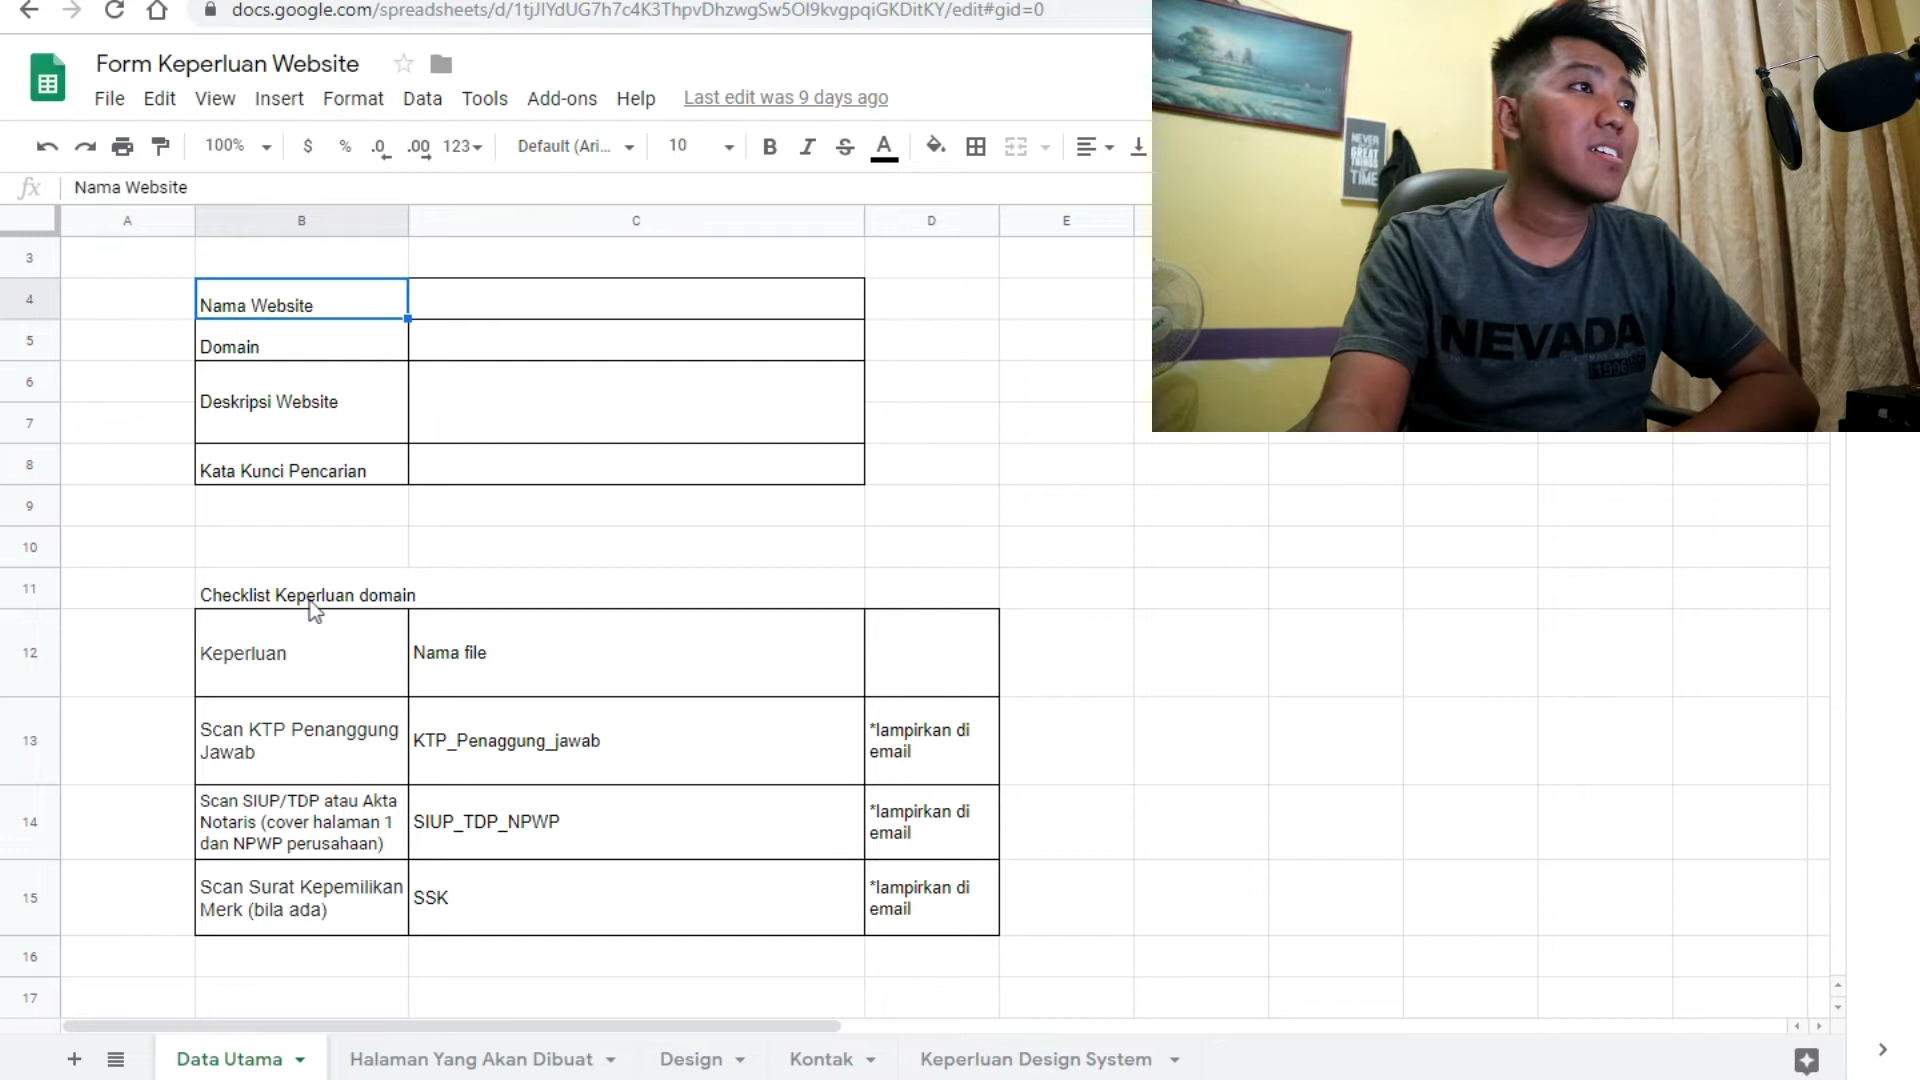 docs.google.com/spreadsheets/d/1tjJIYdUG7h7c4K3ThpvDhzwgSw5OI9kvgpqiGKDitKY/edit#gid=0
Form Keperluan Website
File Edit View Insert Format Data Tools Add-ons Help Last edit was 9 days ago
100% $ % .0 .00 123 Default (Ari... 10 B I S A
fx Nama Website
A B C D E
3
4 Nama Website
5 Domain
6
Deskripsi Website
7
8 Kata Kunci Pencarian
9
10
11 Checklist Keperluan domain
12 Keperluan Nama file
13 Scan KTP Penanggung Jawab KTP_Penaggung_jawab *lampirkan di email
14 Scan SIUP/TDP atau Akta Notaris (cover halaman 1 dan NPWP perusahaan) SIUP_TDP_NPWP *lampirkan di email
15 Scan Surat Kepemilikan Merk (bila ada) SSK *lampirkan di email
16
17
Data Utama Halaman Yang Akan Dibuat Design Kontak Keperluan Design System
NEVER
GREAT
THINGS
TIME
NEVADA
1996